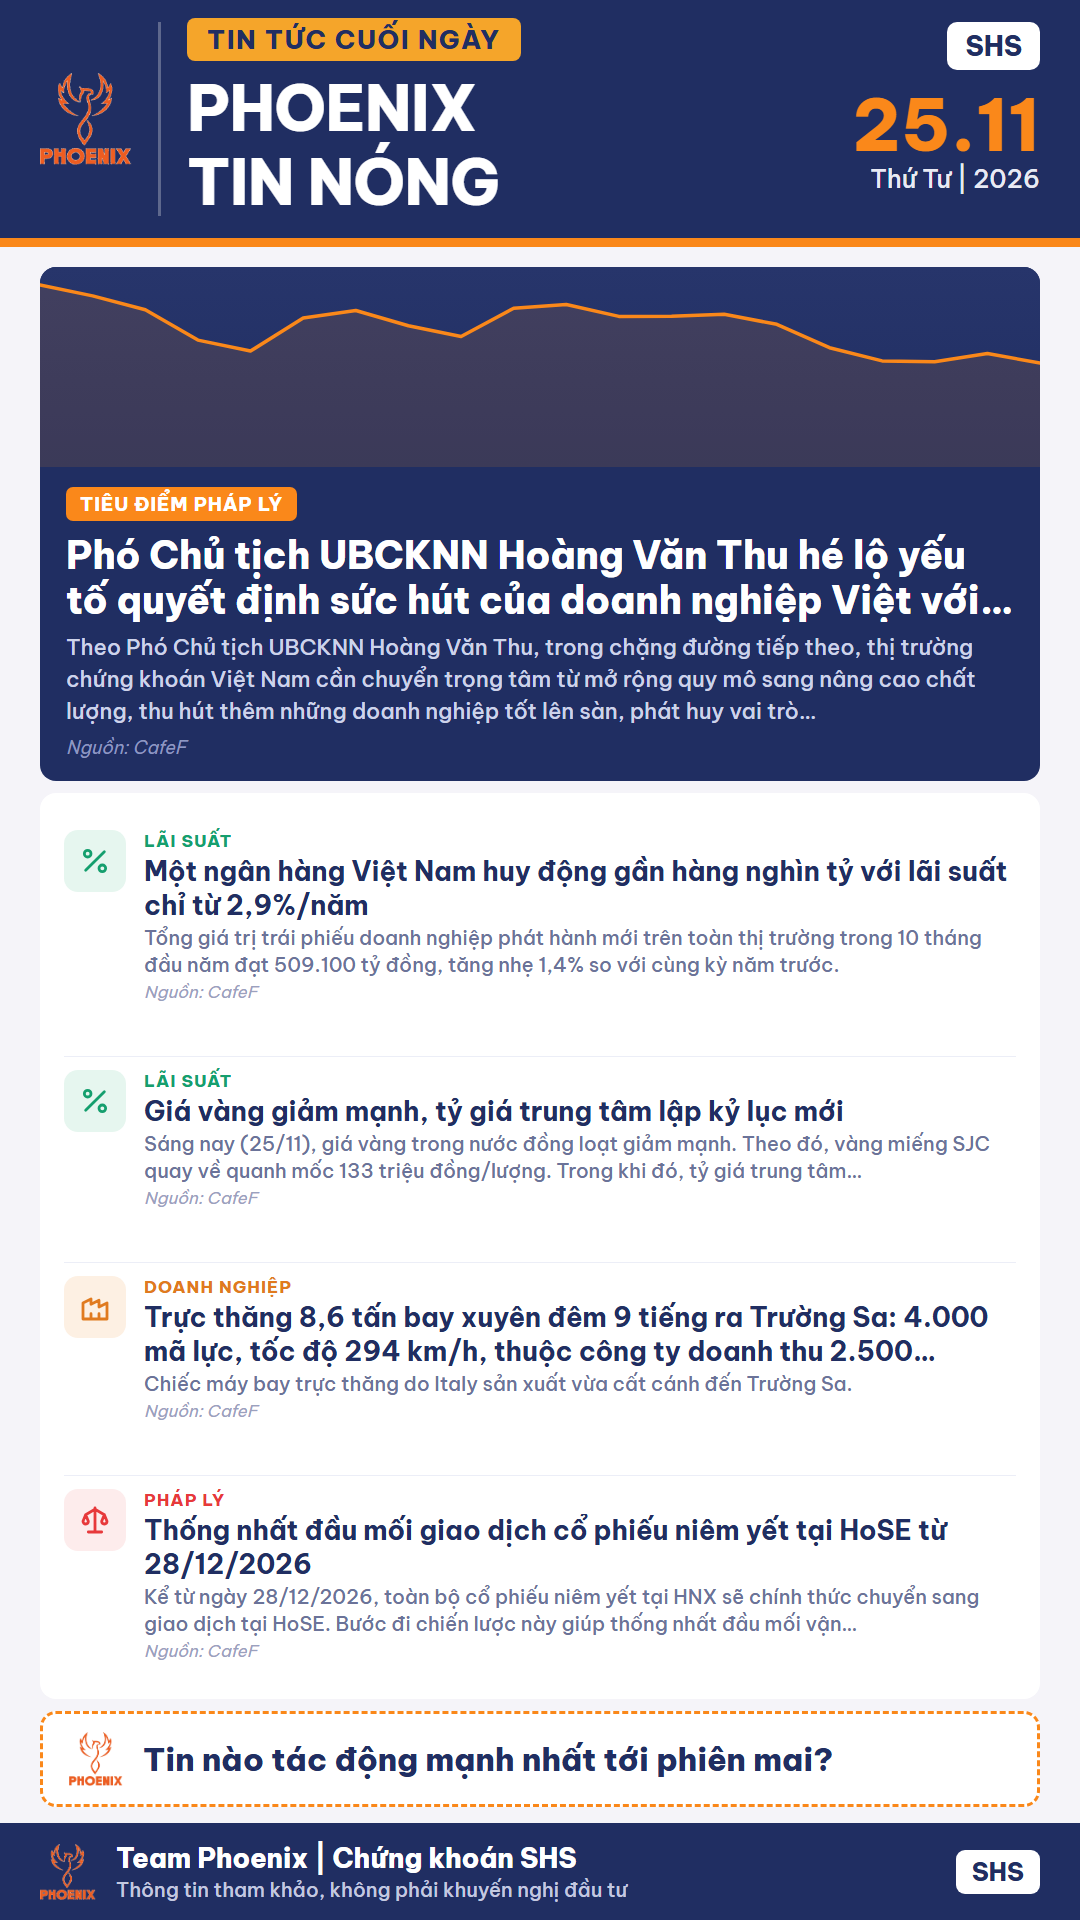 TIN TỨC CUỐI NGÀY
PHOENIX
TIN NÓNG
PHOENIX
SHS
25.11
Thứ Tư | 2026
TIÊU ĐIỂM PHÁP LÝ
Phó Chủ tịch UBCKNN Hoàng Văn Thu hé lộ yếu
tố quyết định sức hút của doanh nghiệp Việt với...
Theo Phó Chủ tịch UBCKNN Hoàng Văn Thu, trong chặng đường tiếp theo, thị trường
chứng khoán Việt Nam cần chuyển trọng tâm từ mở rộng quy mô sang nâng cao chất
lượng, thu hút thêm những doanh nghiệp tốt lên sàn, phát huy vai trò...
Nguồn: CafeF
LÃI SUẤT
Một ngân hàng Việt Nam huy động gần hàng nghìn tỷ với lãi suất
chỉ từ 2,9%/năm
Tổng giá trị trái phiếu doanh nghiệp phát hành mới trên toàn thị trường trong 10 tháng
đầu năm đạt 509.100 tỷ đồng, tăng nhẹ 1,4% so với cùng kỳ năm trước.
Nguồn: CafeF
LÃI SUẤT
Giá vàng giảm mạnh, tỷ giá trung tâm lập kỷ lục mới
Sáng nay (25/11), giá vàng trong nước đồng loạt giảm mạnh. Theo đó, vàng miếng SJC
quay về quanh mốc 133 triệu đồng/lượng. Trong khi đó, tỷ giá trung tâm...
Nguồn: CafeF
DOANH NGHIỆP
Trực thăng 8,6 tấn bay xuyên đêm 9 tiếng ra Trường Sa: 4.000
mã lực, tốc độ 294 km/h, thuộc công ty doanh thu 2.500...
Chiếc máy bay trực thăng do Italy sản xuất vừa cất cánh đến Trường Sa.
Nguồn: CafeF
PHÁP LÝ
Thống nhất đầu mối giao dịch cổ phiếu niêm yết tại HoSE từ
28/12/2026
Kể từ ngày 28/12/2026, toàn bộ cổ phiếu niêm yết tại HNX sẽ chính thức chuyển sang
giao dịch tại HoSE. Bước đi chiến lược này giúp thống nhất đầu mối vận...
Nguồn: CafeF
PHOENIX
Tin nào tác động mạnh nhất tới phiên mai?
PHOENIX
Team Phoenix | Chứng khoán SHS
Thông tin tham khảo, không phải khuyến nghị đầu tư
SHS